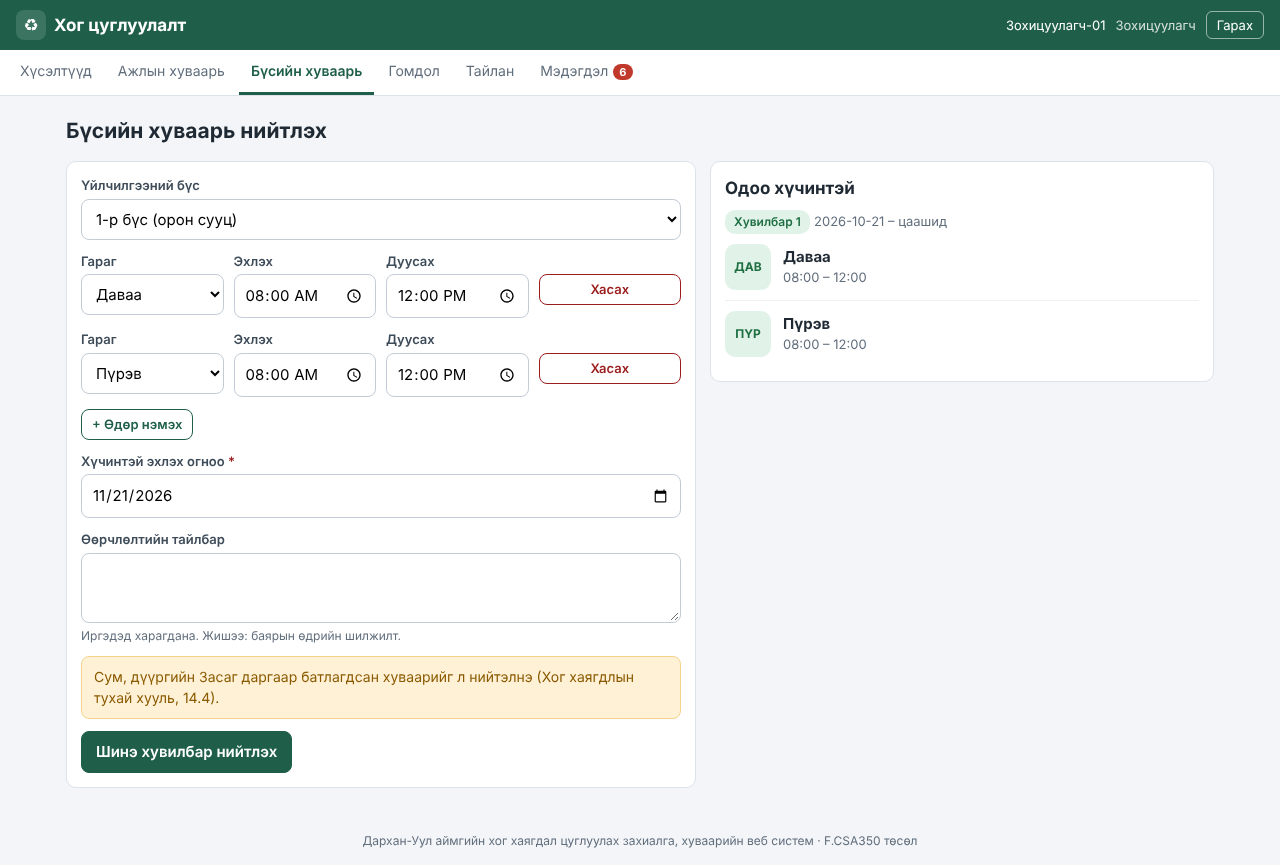 Хог цуглуулалт
Зохицуулагч-01 Зохицуулагч Гарах
Хүсэлтүүд Ажлын хуваарь Бүсийн хуваарь Гомдол Тайлан Мэдэгдэл 6
Бүсийн хуваарь нийтлэх
Үйлчилгээний бүс
1-р бүс (орон сууц)
Гараг Эхлэх Дуусах
Даваа 08:00 AM 12:00 PM Хасах
Гараг Эхлэх Дуусах
Пүрэв 08:00 AM 12:00 PM Хасах
+ Өдөр нэмэх
Хүчинтэй эхлэх огноо *
11/21/2026
Өөрчлөлтийн тайлбар
Иргэдэд харагдана. Жишээ: баярын өдрийн шилжилт.
Сум, дүүргийн Засаг даргаар батлагдсан хуваарийг л нийтэлнэ (Хог хаягдлын
тухай хууль, 14.4).
Шинэ хувилбар нийтлэх
Одоо хүчинтэй
Хувилбар 1 2026-10-21 – цаашид
ДАВ
Даваа
08:00 – 12:00
ПҮР
Пүрэв
08:00 – 12:00
Дархан-Уул аймгийн хог хаягдал цуглуулах захиалга, хуваарийн веб систем · F.CSA350 төсөл